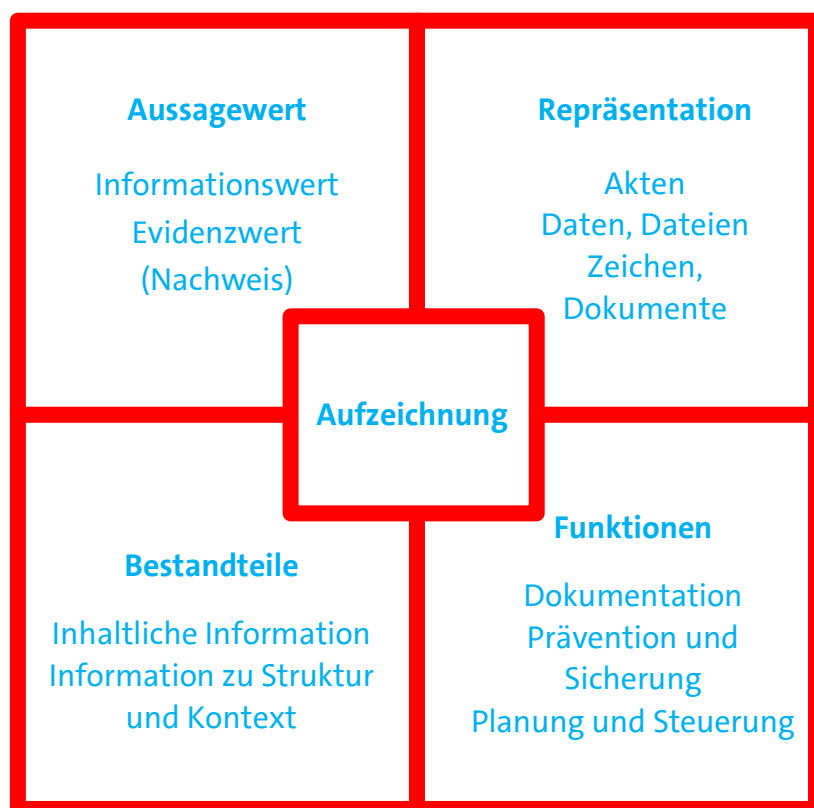 Aussagewert
Informationswert
Evidenzwert
(Nachweis)
Repräsentation
Akten
Daten, Dateien
Zeichen,
Dokumente
Aufzeichnung
Bestandteile
Inhaltliche Information
Information zu Struktur
und Kontext
Funktionen
Dokumentation
Prävention und
Sicherung
Planung und Steuerung